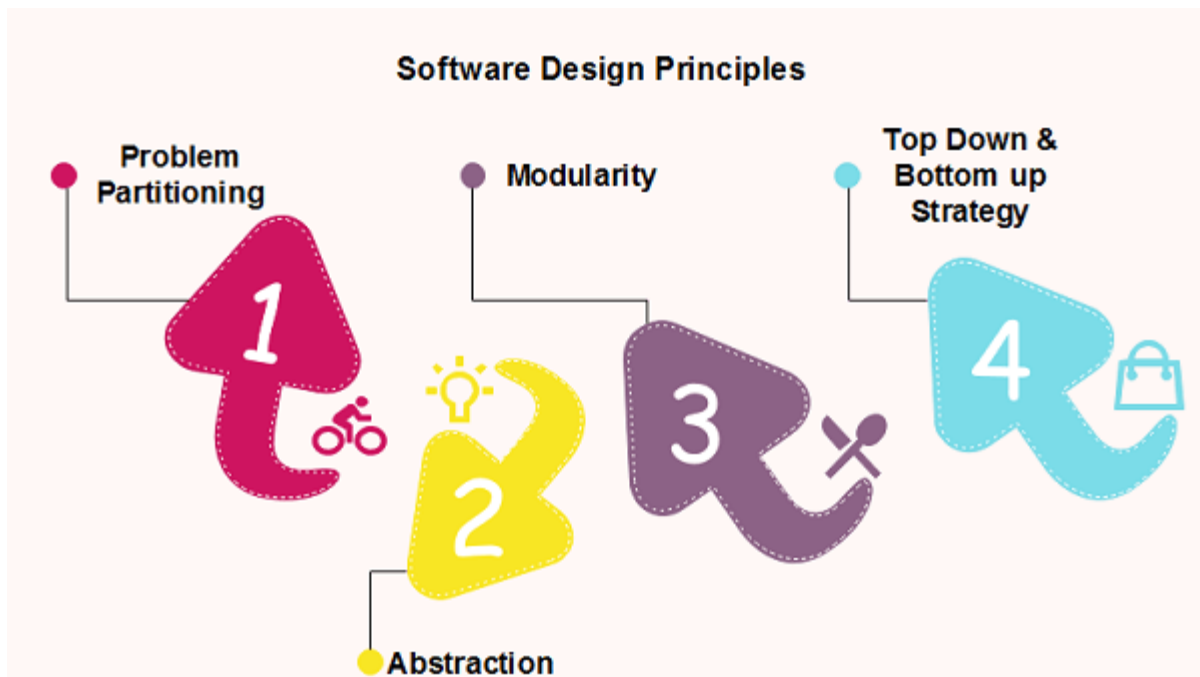 Software Design Principles
Problem
Partitioning
Modularity
Top Down &
Bottom up
Strategy
1
2
3
4
Abstraction